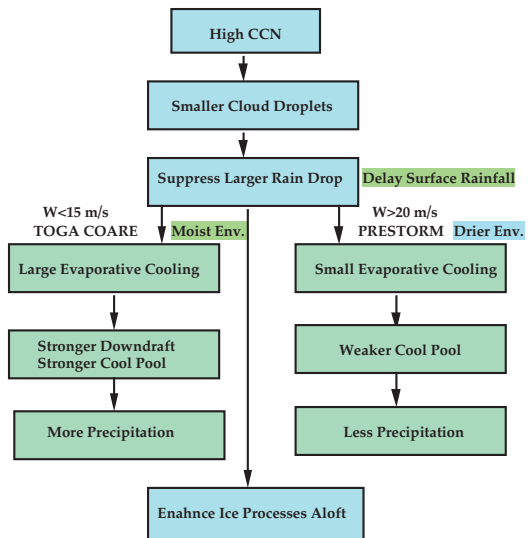 High CCN
Smaller Cloud Droplets
Suppress Larger Rain Drop
Delay Surface Rainfall
W<15 m/s
TOGA COARE
Moist Env.
W>20 m/s
PRESTORM
Drier Env.
Large Evaporative Cooling
Small Evaporative Cooling
Stronger Downdraft
Stronger Cool Pool
Weaker Cool Pool
More Precipitation
Less Precipitation
Enahnce Ice Processes Aloft